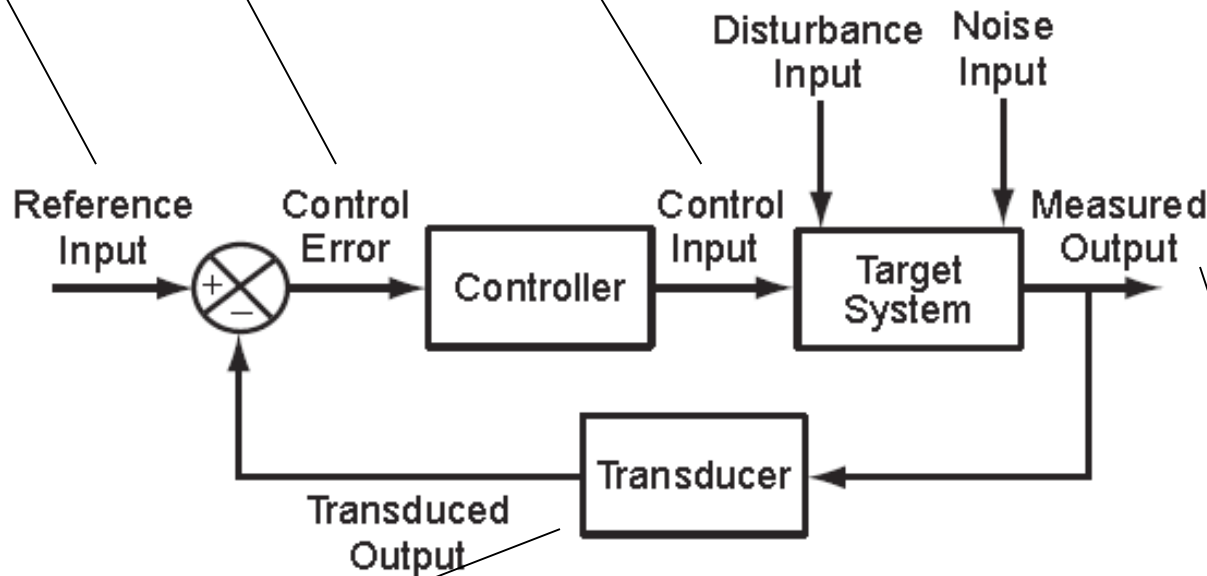 Disturbance
Input
Noise
Input
Reference
Input
Control
Error
Control
Input
Measured
Output
+
−
Controller
Target
System
Transducer
Transduced
Output